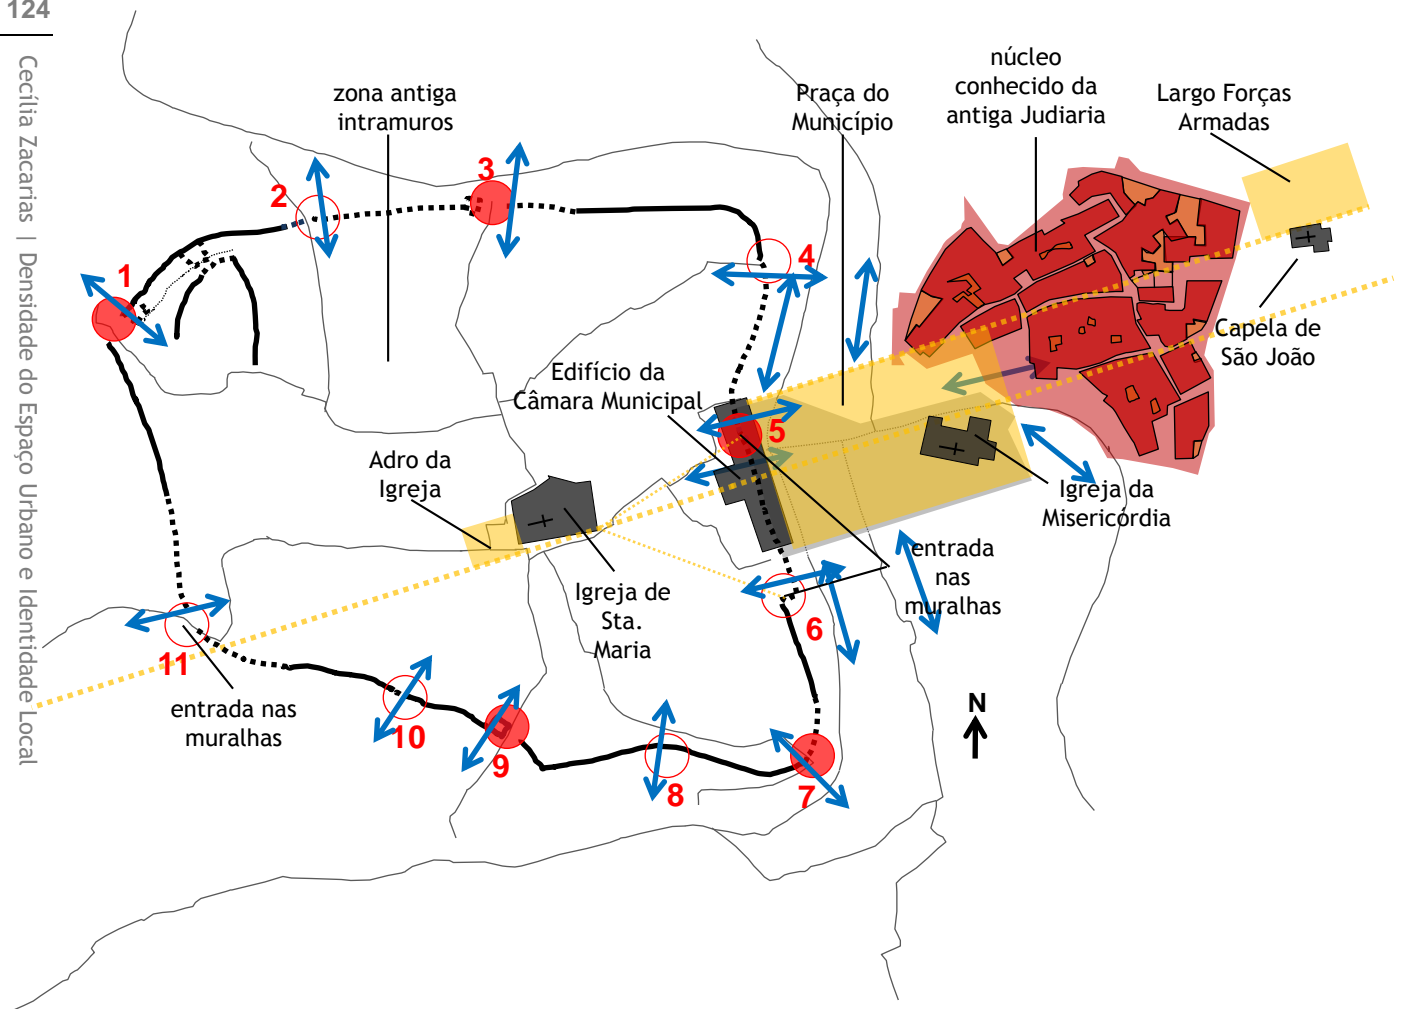 124
Cecília Zacarias | Densidade do Espaço Urbano e Identidade Local
zona antiga
intramuros
Praça do
Município
núcleo
conhecido da
antiga Judiaria
Largo Forças
Armadas
1
2
3
4
Capela de
São João
Edifício da
Câmara Municipal
5
Adro da
Igreja
Igreja da
Misericórdia
entrada
nas
muralhas
Igreja de
Sta.
Maria
6
11
entrada nas
muralhas
10
9
8
7
N